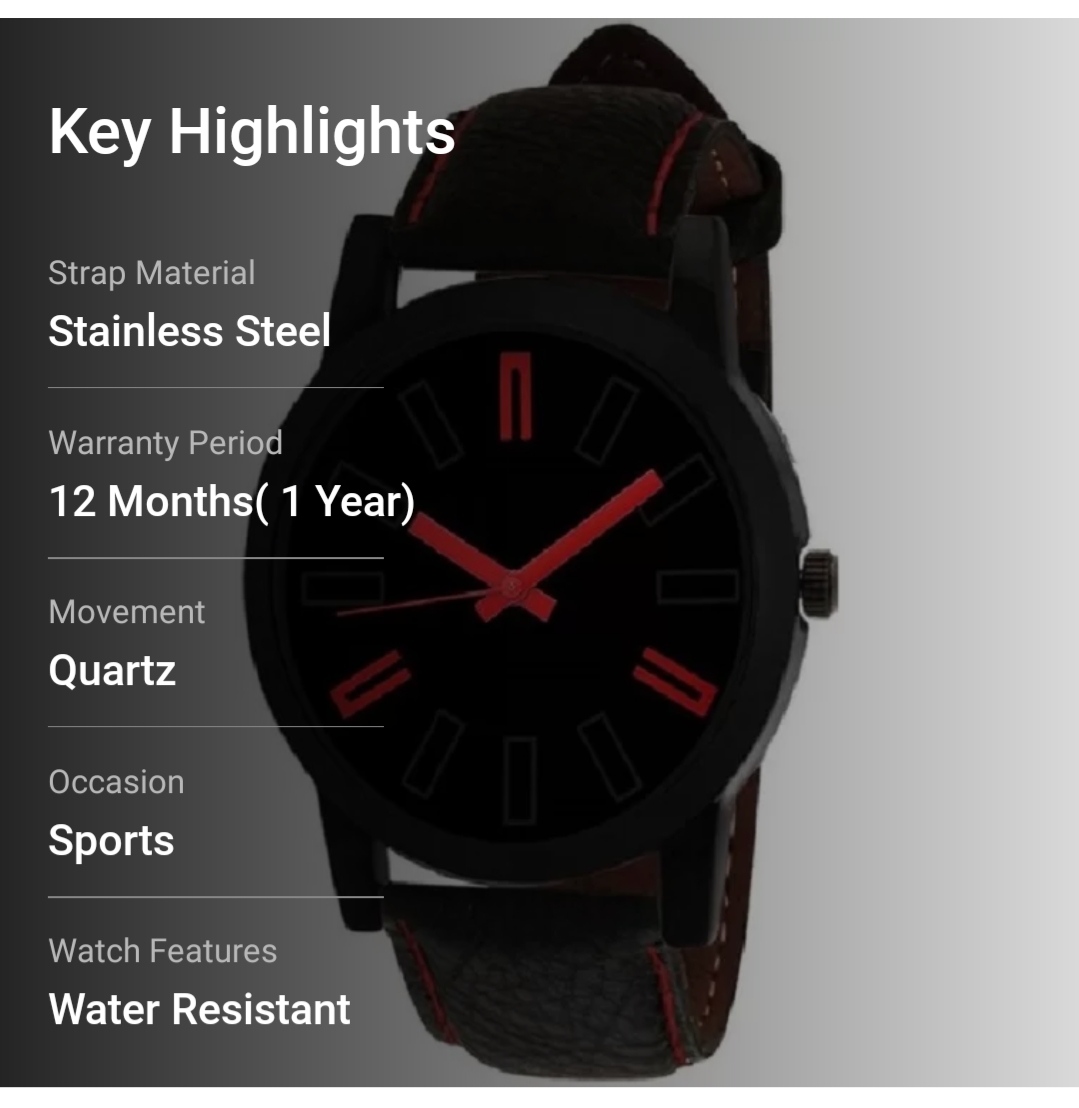 Key Highlights
Strap Material
Stainless Steel
Warranty Period
12 Months( 1 Year)
Movement
Quartz
Occasion
Sports
Watch Features
Water Resistant